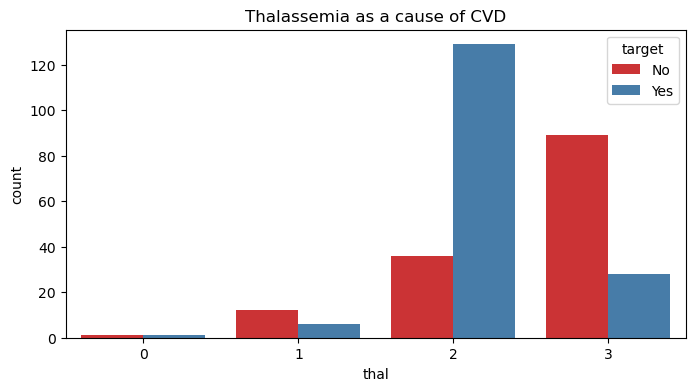 Thalassemia as a cause of CVD
target
No
Yes
120
100
80
60
40
20
0
count
0 1 2 3
thal